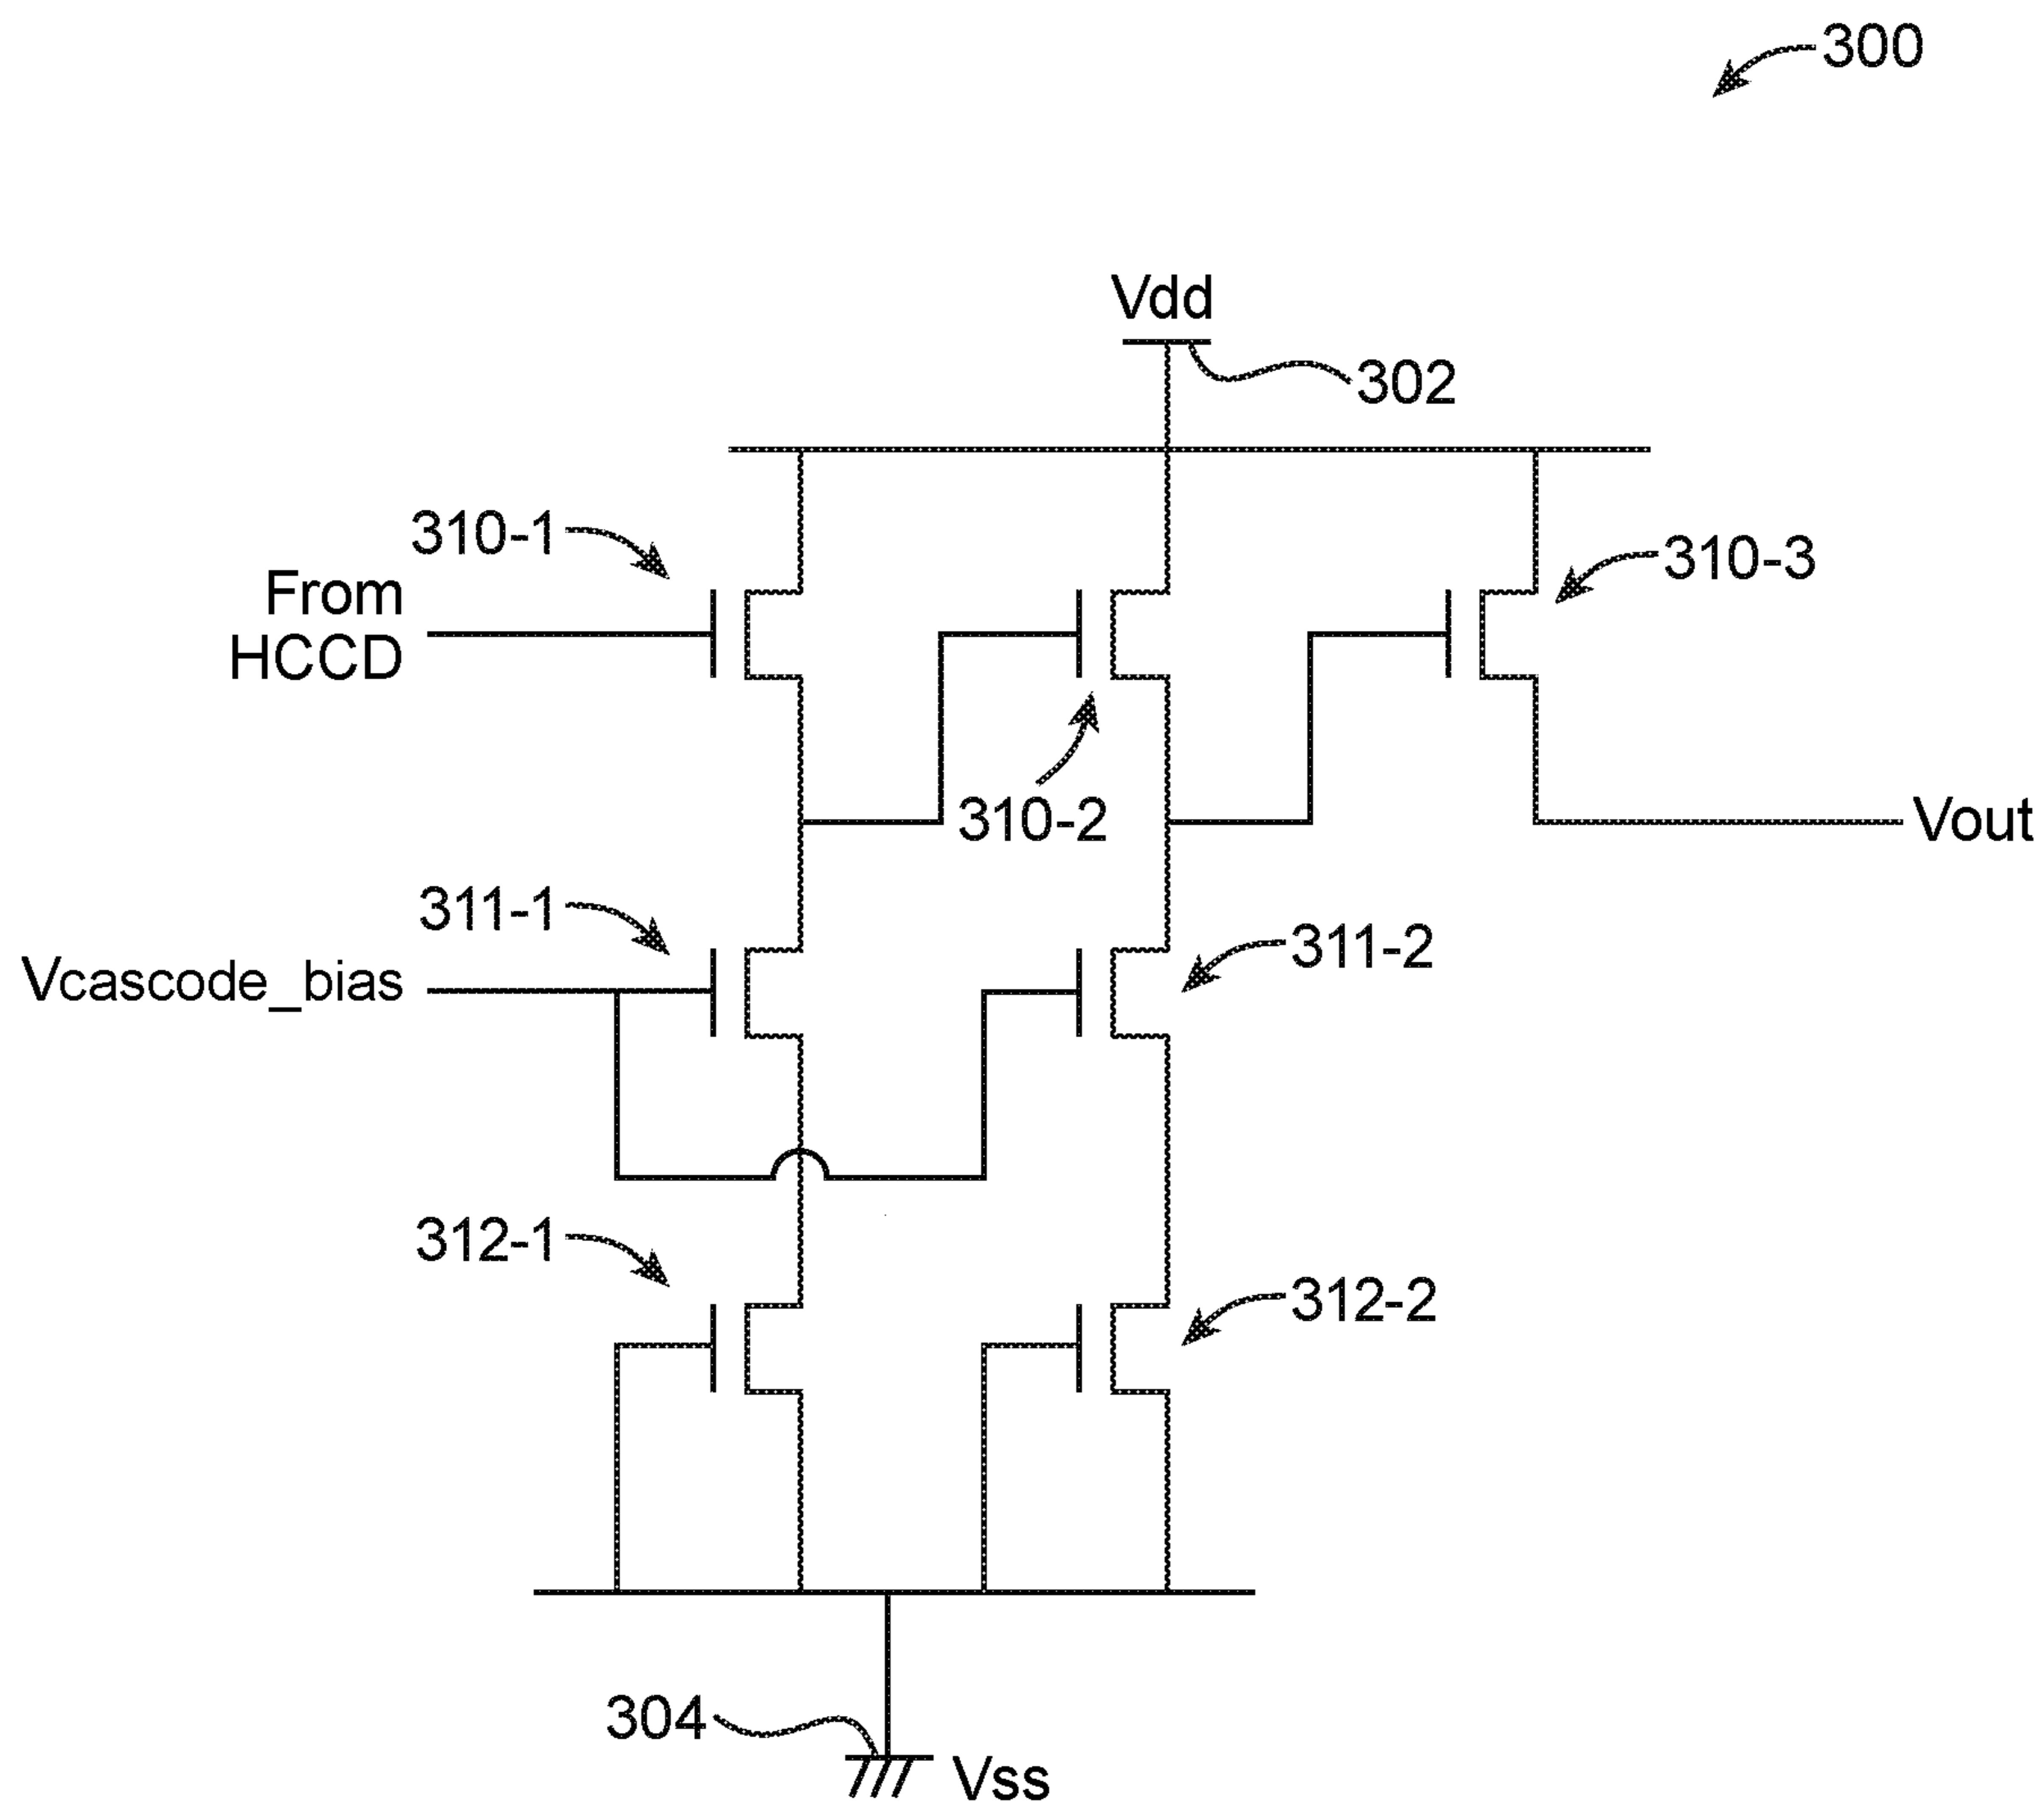 300
Vdd
302
310-1
310-3
From
HCCD
310-2
Vout
311-1
311-2
Vcascode_bias
312-1
312-2
304
Vss